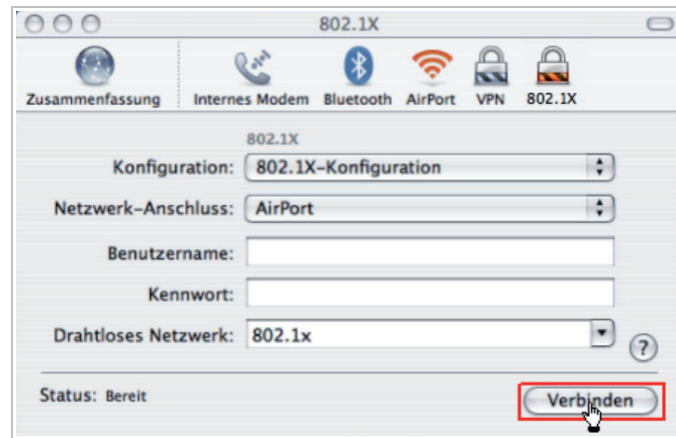 802.1X
Zusammenfassung Internes Modem Bluetooth AirPort VPN 802.1X
802.1X
Konfiguration: 802.1X-Konfiguration
Netzwerk-Anschluss: AirPort
Benutzername:
Kennwort:
Drahtloses Netzwerk: 802.1x
?
Status: Bereit Verbinden